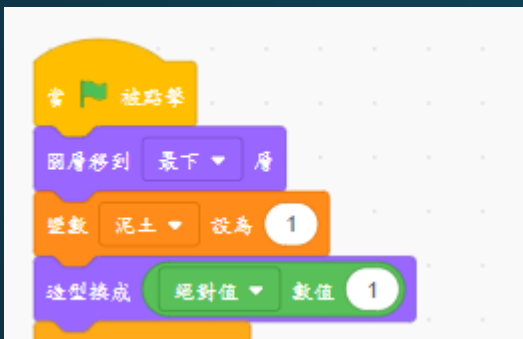 當 被點擊
圖層移到 最下 層
變數 泥土 設為 1
造型換成 絕對值 數值 1